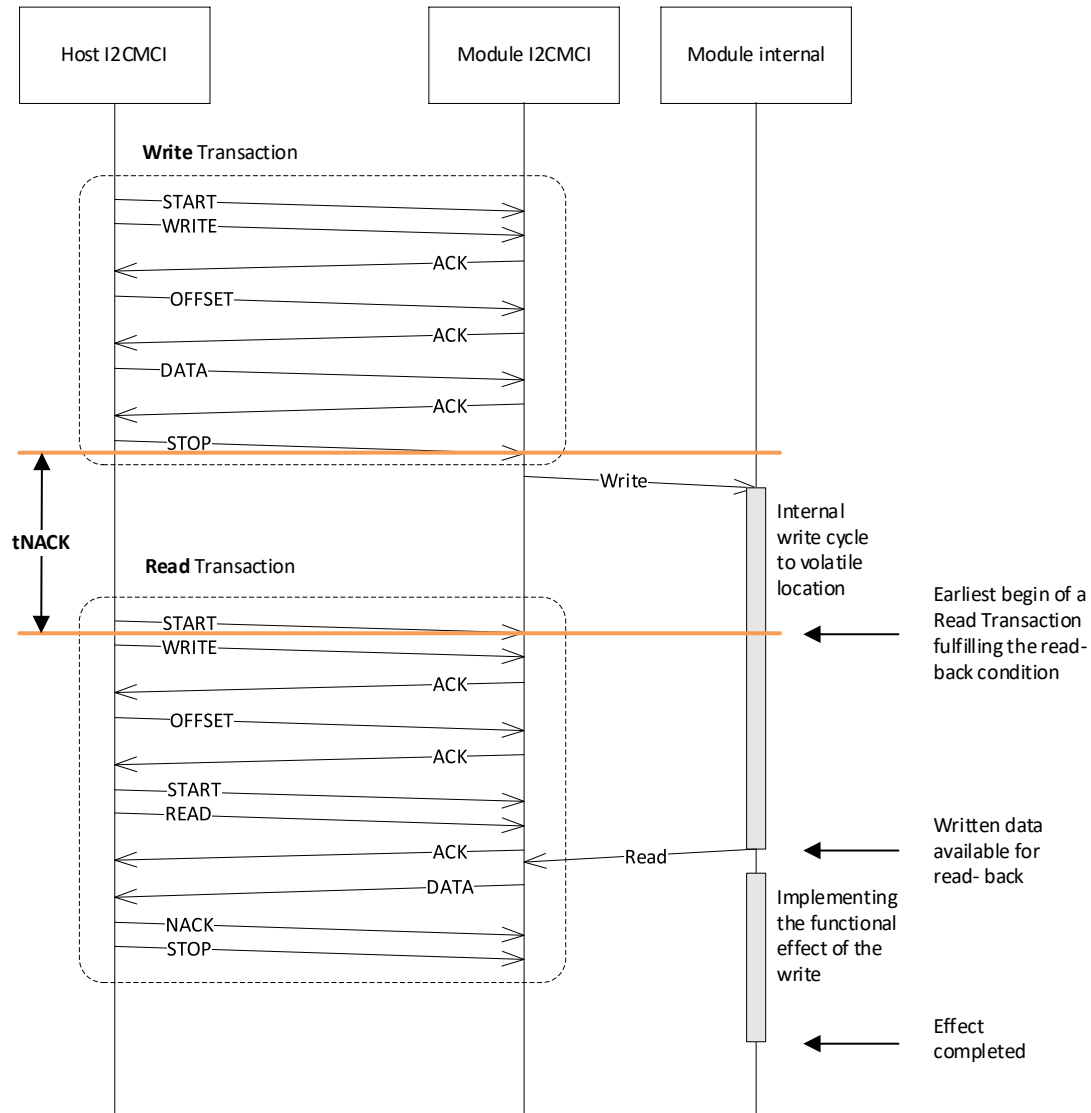 Host I2CMCI
Module I2CMCI
Module internal
Write Transaction
START
WRITE
ACK
OFFSET
ACK
DATA
ACK
STOP
Write
tNACK
Internal
write cycle
to volatile
location
Read Transaction
START
WRITE
Earliest begin of a
Read Transaction
fulfilling the read-
back condition
ACK
OFFSET
ACK
START
READ
ACK
Read
Written data
available for
read- back
DATA
NACK
STOP
Implementing
the functional
effect of the
write
Effect
completed